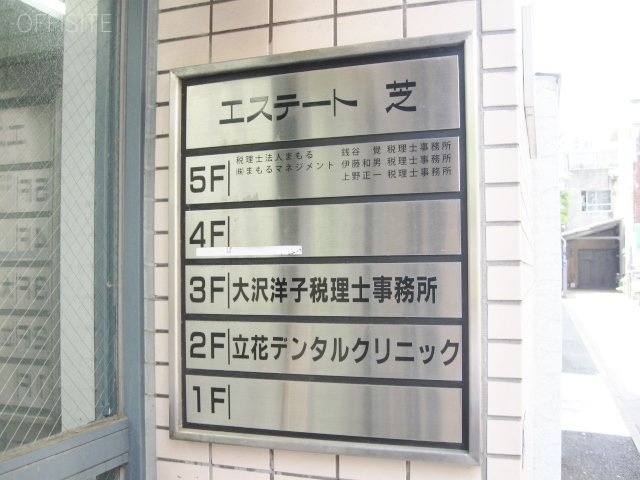 OFFISITE
エステート 芝
5F 税理士法人まもる 銭谷 覚 税理士事務所
㈱まもるマネジメント 伊藤和男 税理士事務所
上野正一 税理士事務所
4F
3F 大沢洋子税理士事務所
2F 立花デンタルクリニック
1F